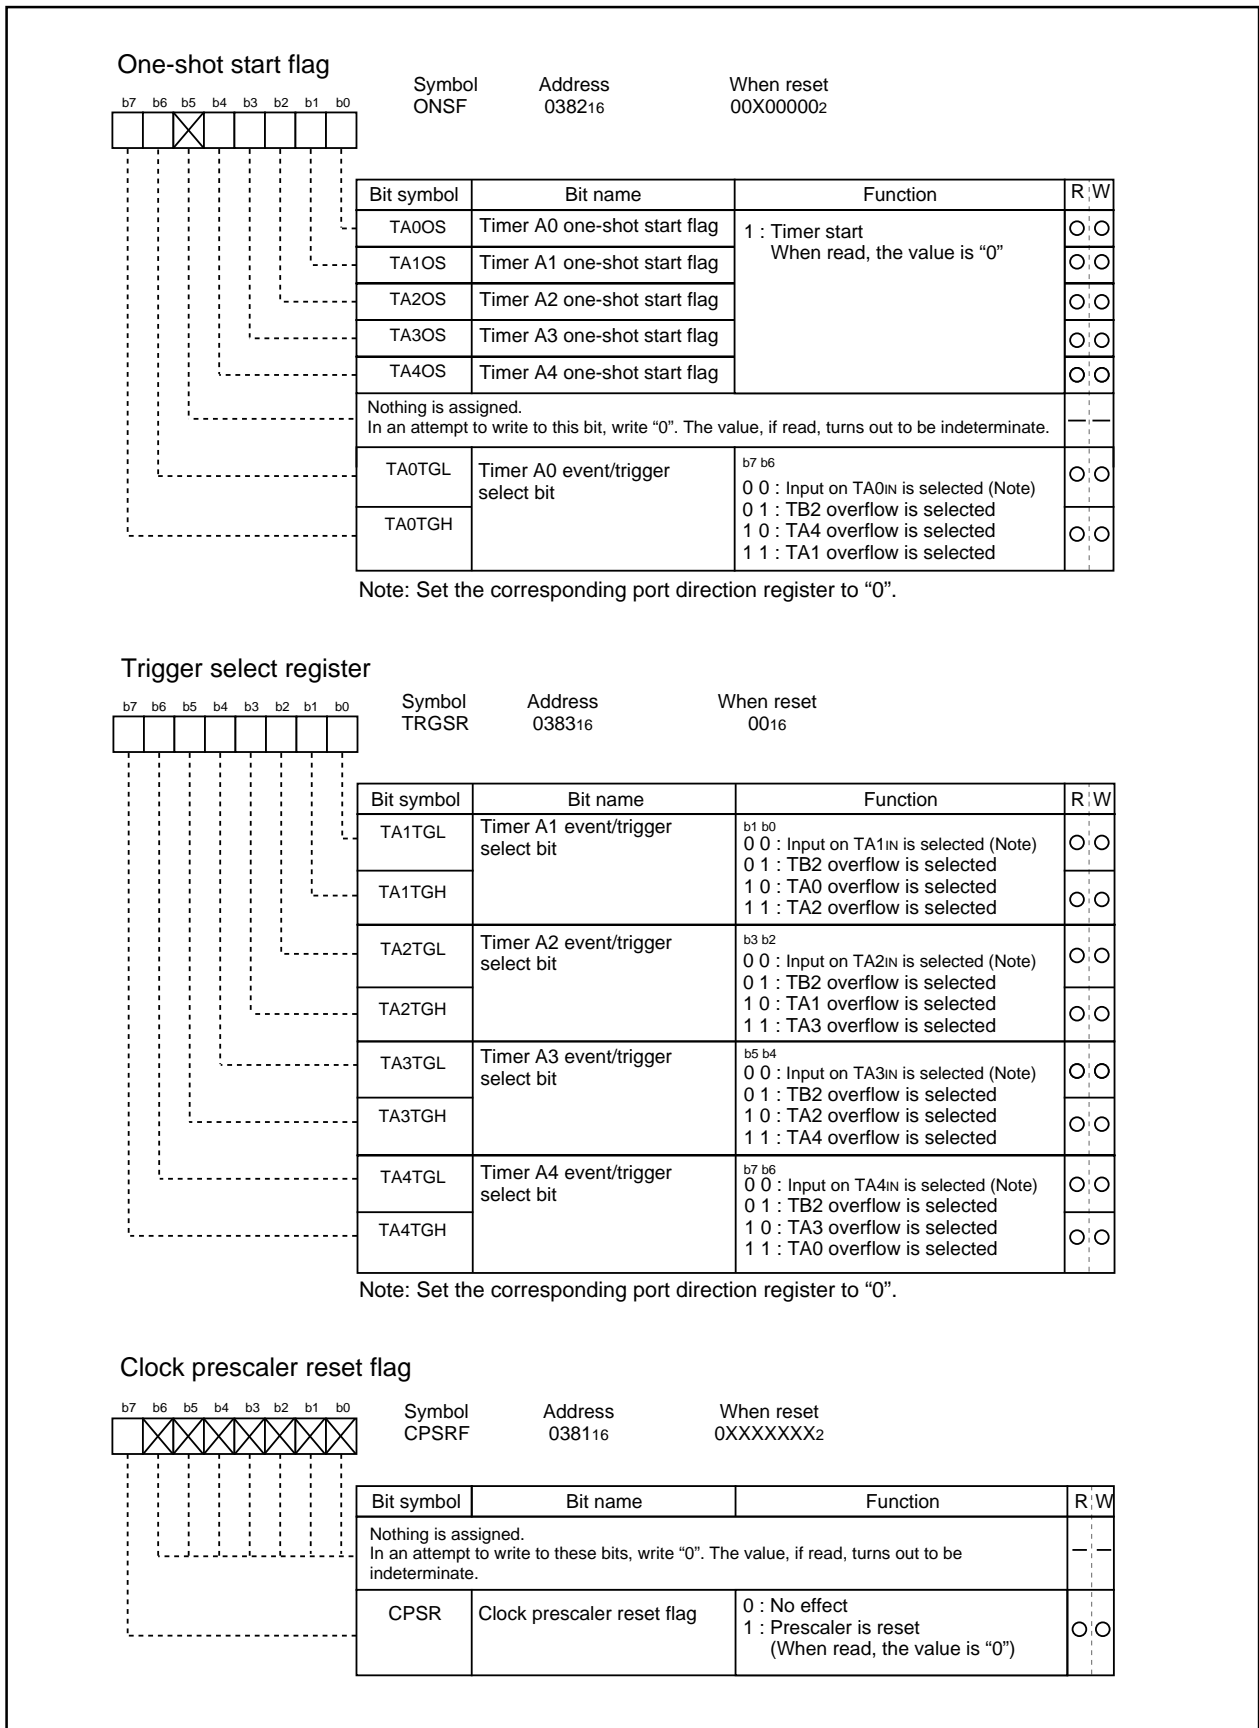 One-shot start flag
Symbol Address When reset
ONSF 038216 00X000002
b7 b6 b5 b4 b3 b2 b1 b0
Bit symbol Bit name Function R W
TA0OS Timer A0 one-shot start flag 1 : Timer start
When read, the value is “0”
TA1OS Timer A1 one-shot start flag
TA2OS Timer A2 one-shot start flag
TA3OS Timer A3 one-shot start flag
TA4OS Timer A4 one-shot start flag
Nothing is assigned.
In an attempt to write to this bit, write “0”. The value, if read, turns out to be indeterminate.
TA0TGL Timer A0 event/trigger
select bit
TA0TGH
b7 b6
0 0 : Input on TA0IN is selected (Note)
0 1 : TB2 overflow is selected
1 0 : TA4 overflow is selected
1 1 : TA1 overflow is selected
Note: Set the corresponding port direction register to “0”.
Trigger select register
Symbol Address When reset
TRGSR 038316 0016
b7 b6 b5 b4 b3 b2 b1 b0
Bit symbol Bit name Function R W
TA1TGL Timer A1 event/trigger
select bit
TA1TGH
b1 b0
0 0 : Input on TA1IN is selected (Note)
0 1 : TB2 overflow is selected
1 0 : TA0 overflow is selected
1 1 : TA2 overflow is selected
TA2TGL Timer A2 event/trigger
select bit
TA2TGH
b3 b2
0 0 : Input on TA2IN is selected (Note)
0 1 : TB2 overflow is selected
1 0 : TA1 overflow is selected
1 1 : TA3 overflow is selected
TA3TGL Timer A3 event/trigger
select bit
TA3TGH
b5 b4
0 0 : Input on TA3IN is selected (Note)
0 1 : TB2 overflow is selected
1 0 : TA2 overflow is selected
1 1 : TA4 overflow is selected
TA4TGL Timer A4 event/trigger
select bit
TA4TGH
b7 b6
0 0 : Input on TA4IN is selected (Note)
0 1 : TB2 overflow is selected
1 0 : TA3 overflow is selected
1 1 : TA0 overflow is selected
Note: Set the corresponding port direction register to “0”.
Clock prescaler reset flag
Symbol Address When reset
CPSRF 038116 0XXXXXXX2
b7 b6 b5 b4 b3 b2 b1 b0
Bit symbol Bit name Function R W
Nothing is assigned.
In an attempt to write to these bits, write “0”. The value, if read, turns out to be
indeterminate.
CPSR Clock prescaler reset flag 0 : No effect
1 : Prescaler is reset
(When read, the value is “0”)